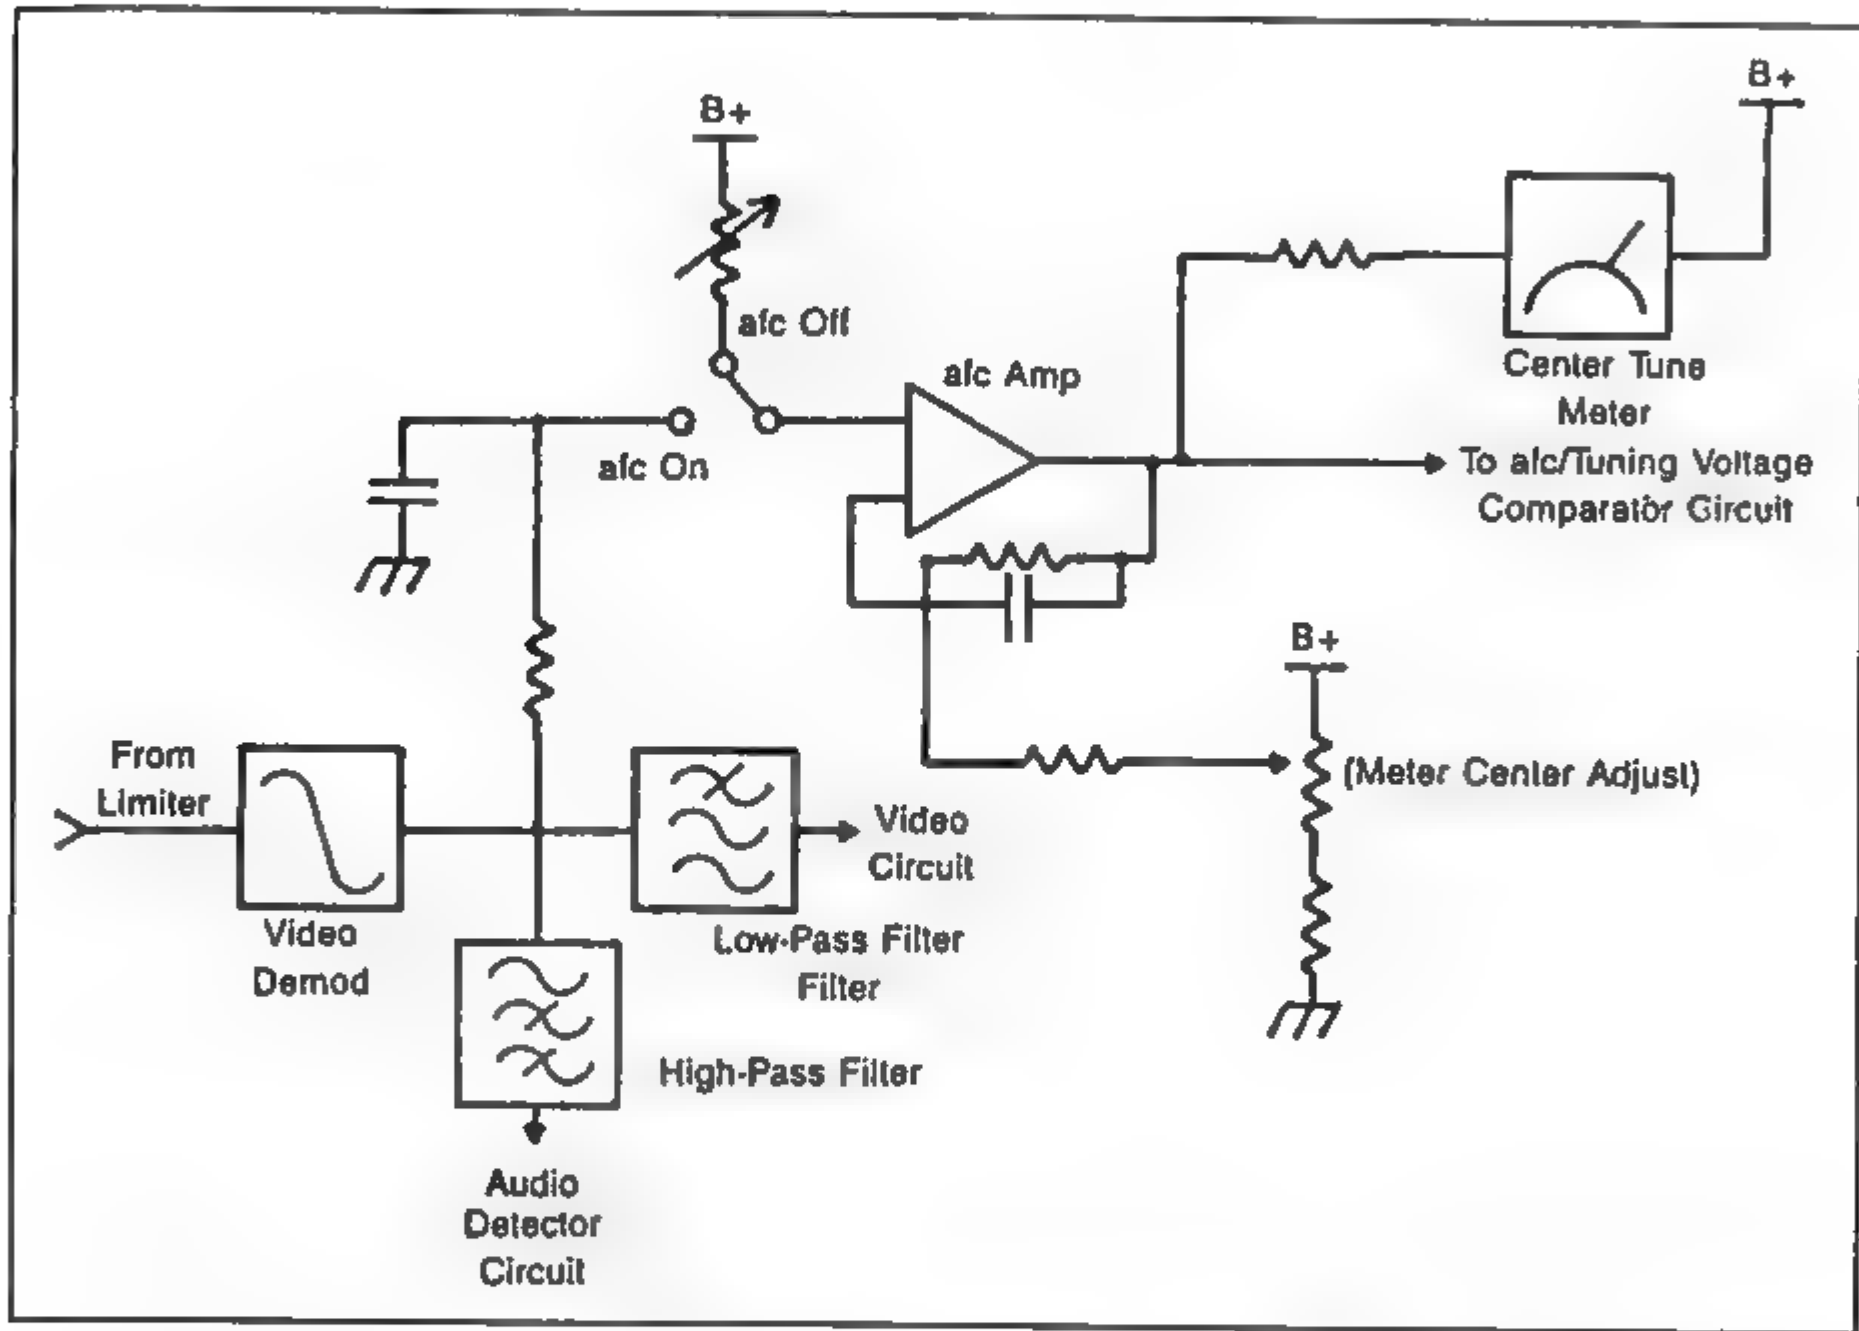 B+
B+
afc Off
afc Amp
Center Tune
Meter
afc On
To afc/Tuning Voltage
Comparator Circuit
B+
(Meter Center Adjust)
From
Limiter
Video
Circuit
Video
Demod
Low-Pass Filter
Filter
High-Pass Filter
Audio
Detector
Circuit